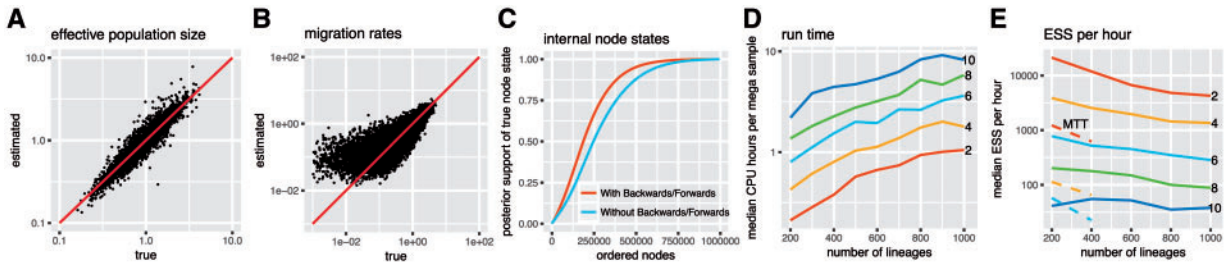 A
effective population size
estimated
10.0
1.0
0.1
0.1
1.0
10.0
true
B
migration rates
estimated
1e+02
1e+00
1e−02
1e−02
1e+00
1e+02
true
C
internal node states
posterior support of true node state
1.00
0.75
0.50
0.25
0.00
With Backwards/Forwards
Without Backwards/Forwards
0
250000
500000
750000
1000000
ordered nodes
D
run time
median CPU hours per mega sample
10
1
10
8
6
4
2
200
400
600
800
1000
number of lineages
E
ESS per hour
median ESS per hour
10000
1000
100
MTT
2
4
6
8
10
200
400
600
800
1000
number of lineages